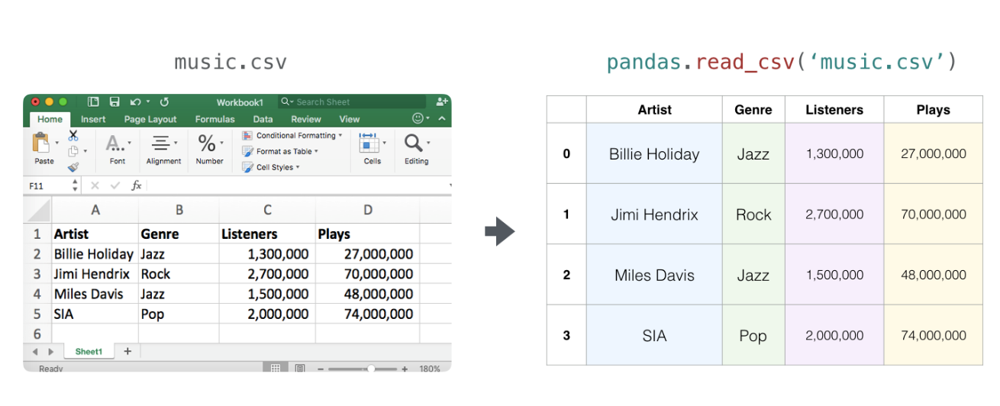 music.csv
pandas.read_csv(‘music.csv’)
Workbook1
Search Sheet
Home Insert Page Layout Formulas Data Review View
Paste
A...
Font
Alignment
%
Number
Conditional Formatting
Format as Table
Cell Styles
Cells
Editing
F11 fx
A B C D
1 Artist Genre Listeners Plays
2 Billie Holiday Jazz 1,300,000 27,000,000
3 Jimi Hendrix Rock 2,700,000 70,000,000
4 Miles Davis Jazz 1,500,000 48,000,000
5 SIA Pop 2,000,000 74,000,000
6
Sheet1 +
Ready − + 180%
Artist Genre Listeners Plays
0 Billie Holiday Jazz 1,300,000 27,000,000
1 Jimi Hendrix Rock 2,700,000 70,000,000
2 Miles Davis Jazz 1,500,000 48,000,000
3 SIA Pop 2,000,000 74,000,000